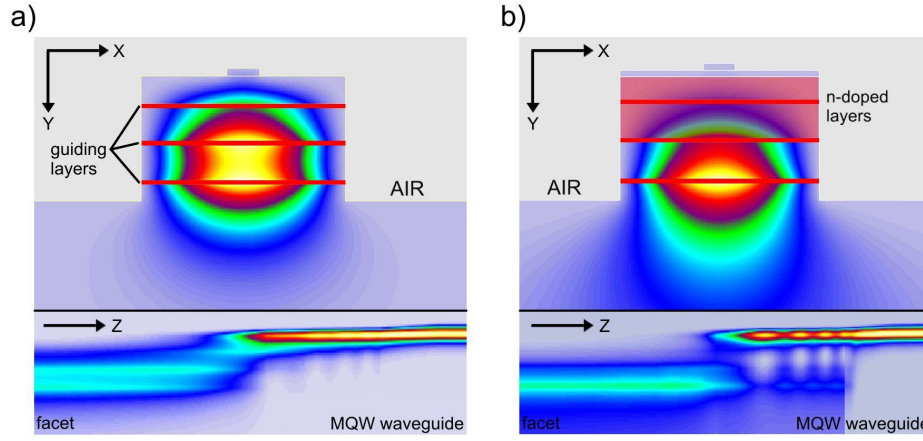 a)
X
Y
guiding
layers
AIR
Z
facet
MQW waveguide
b)
X
Y
n-doped
layers
AIR
Z
facet
MQW waveguide